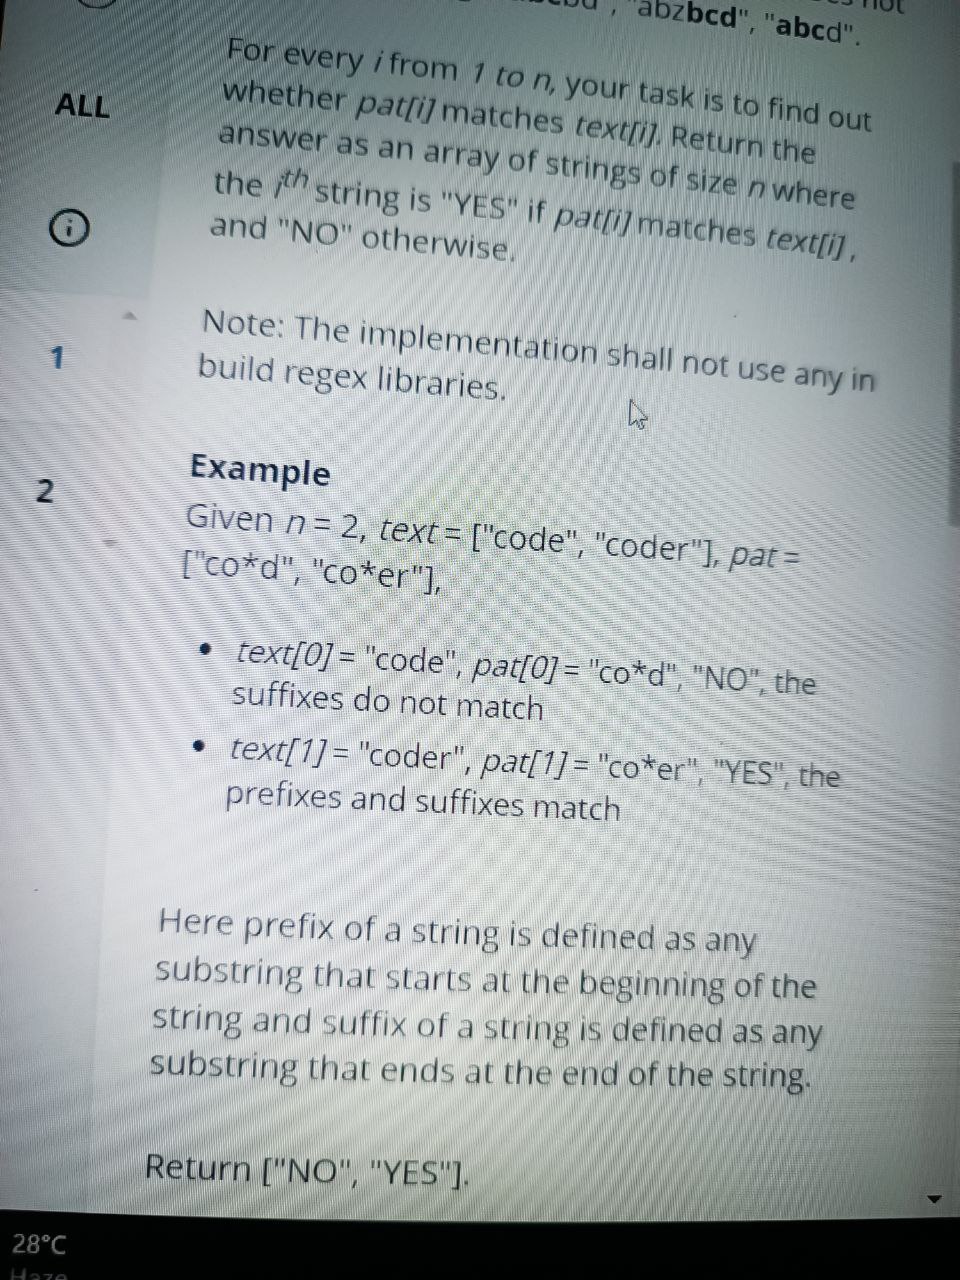 "abzbcd", "abcd".
For every i from 1 to n, your task is to find out
whether pat[i] matches text[i]. Return the
answer as an array of strings of size n where
the ith string is "YES" if pat[i] matches text[i],
and "NO" otherwise.
ALL
Note: The implementation shall not use any in
build regex libraries.
1
Example
2
Given n = 2, text = ["code", "coder"], pat =
["co*d", "co*er"],
• text[0] = "code", pat[0] = "co*d", "NO", the
suffixes do not match
• text[1] = "coder", pat[1] = "co*er", "YES", the
prefixes and suffixes match
Here prefix of a string is defined as any
substring that starts at the beginning of the
string and suffix of a string is defined as any
substring that ends at the end of the string.
Return ["NO", "YES"].
28°C
Haze